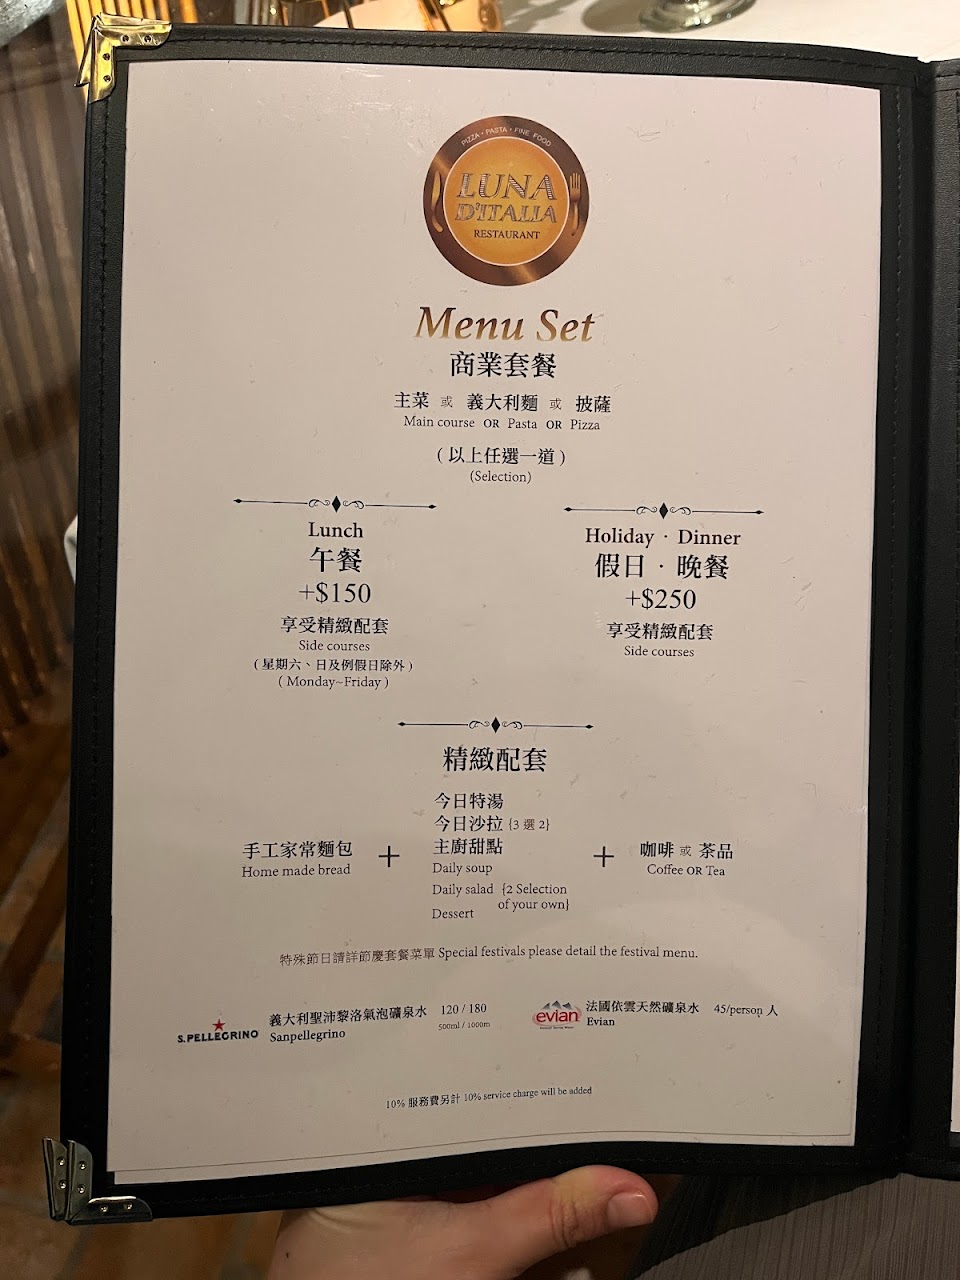 PIZZA • PASTA • FINE FOOD
LUNA
D'ITALIA
RESTAURANT
Menu Set
商業套餐
主菜 或 義大利麵 或 披薩
Main course OR Pasta OR Pizza
( 以上任選一道 )
(Selection)
Lunch
午餐
+$150
享受精緻配套
Side courses
( 星期六、日及例假日除外 )
( Monday~Friday )
Holiday · Dinner
假日 · 晚餐
+$250
享受精緻配套
Side courses
精緻配套
手工家常麵包
Home made bread
+
今日特湯
今日沙拉 {3 選 2}
主廚甜點
Daily soup
Daily salad {2 Selection
of your own}
Dessert
+
咖啡 或 茶品
Coffee OR Tea
特殊節日請詳節慶套餐菜單 Special festivals please detail the festival menu.
S.PELLEGRINO
義大利聖沛黎洛氣泡礦泉水 120 / 180
Sanpellegrino 500ml / 1000m
evian
法國依雲天然礦泉水 45/person 人
Evian
10% 服務費另計 10% service charge will be added